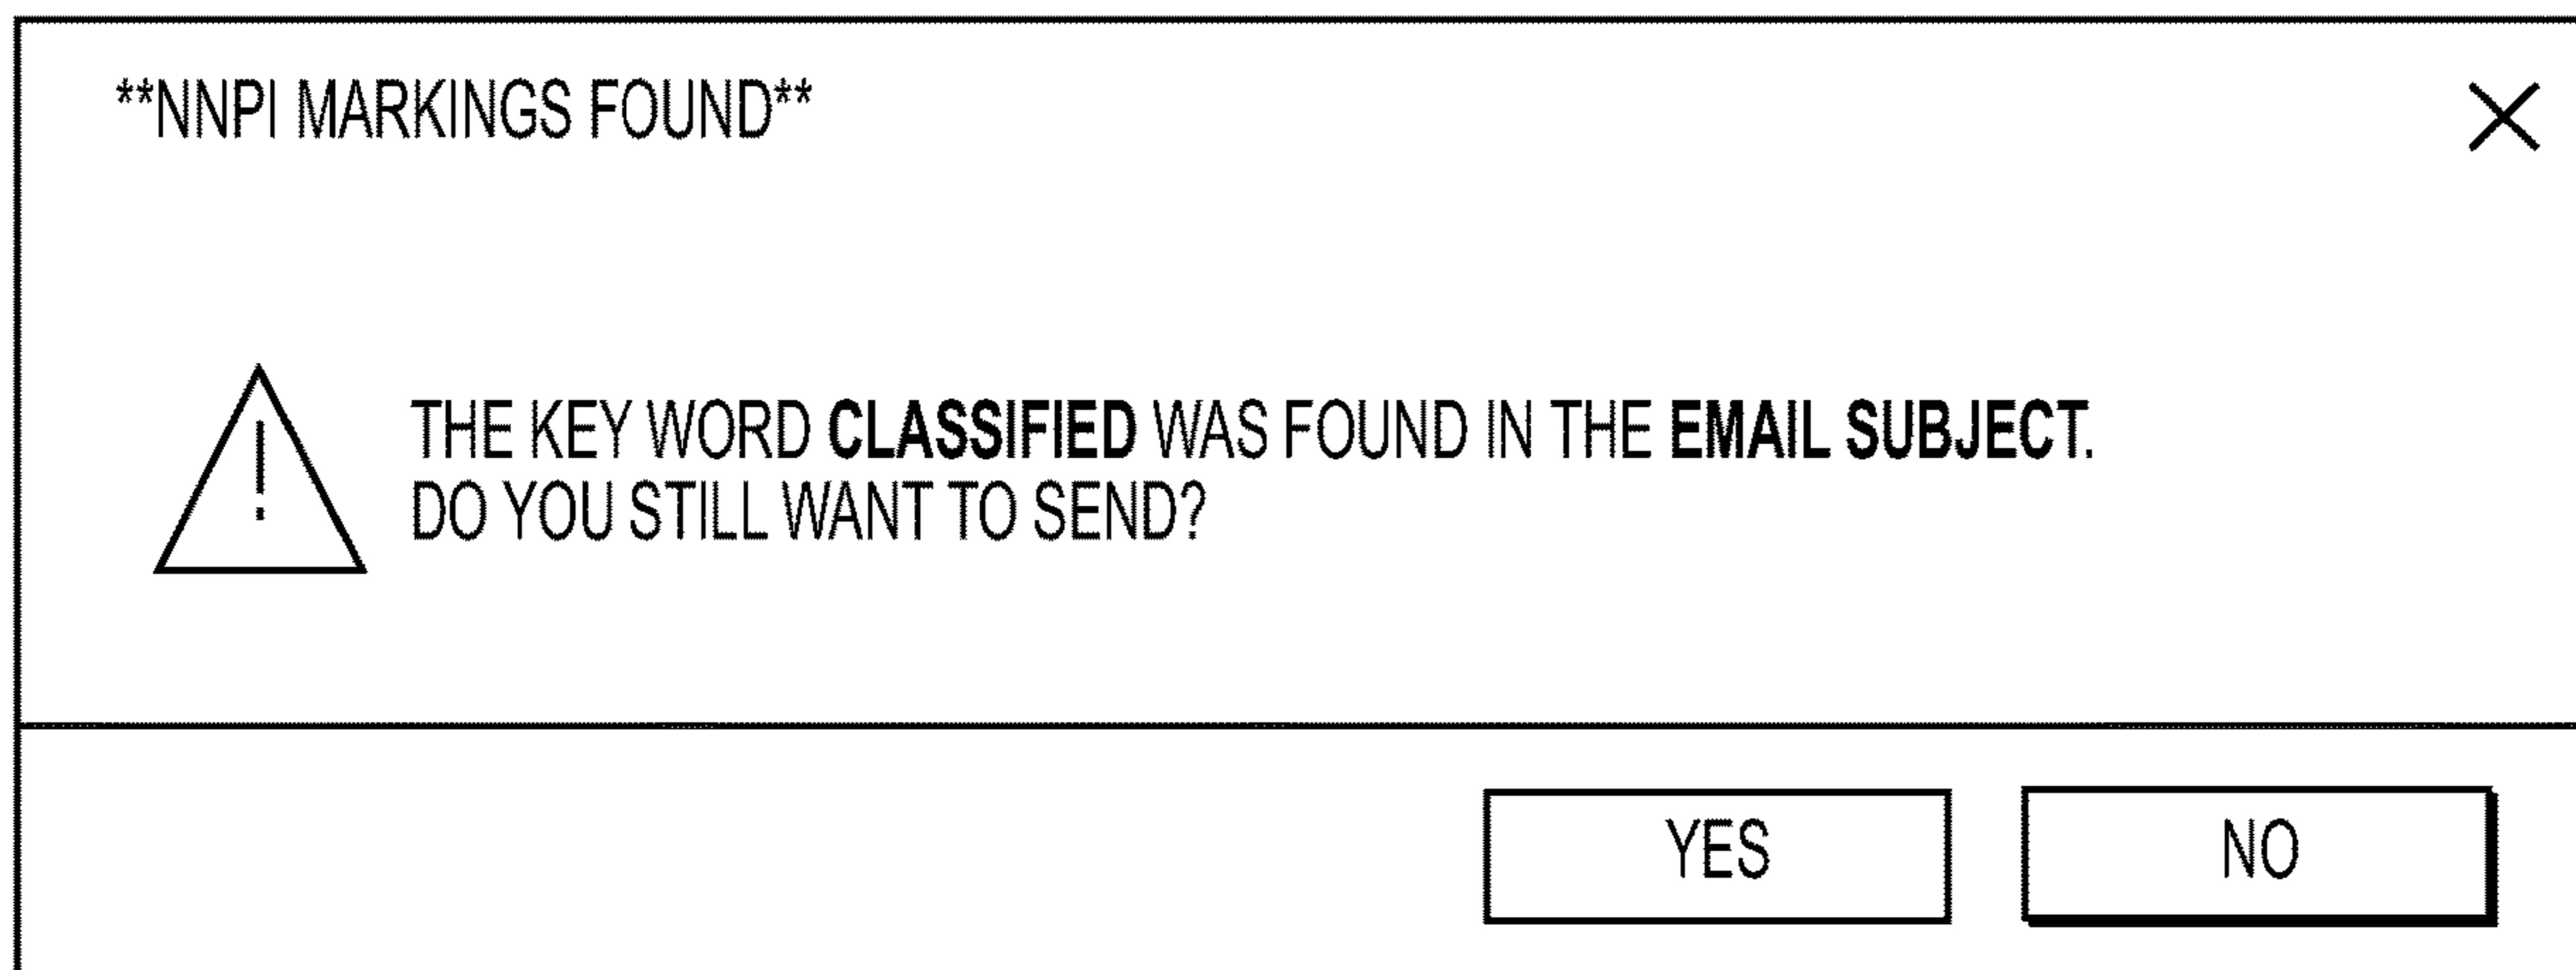 **NNPI MARKINGS FOUND**
THE KEY WORD CLASSIFIED WAS FOUND IN THE EMAIL SUBJECT.
DO YOU STILL WANT TO SEND?
YES
NO